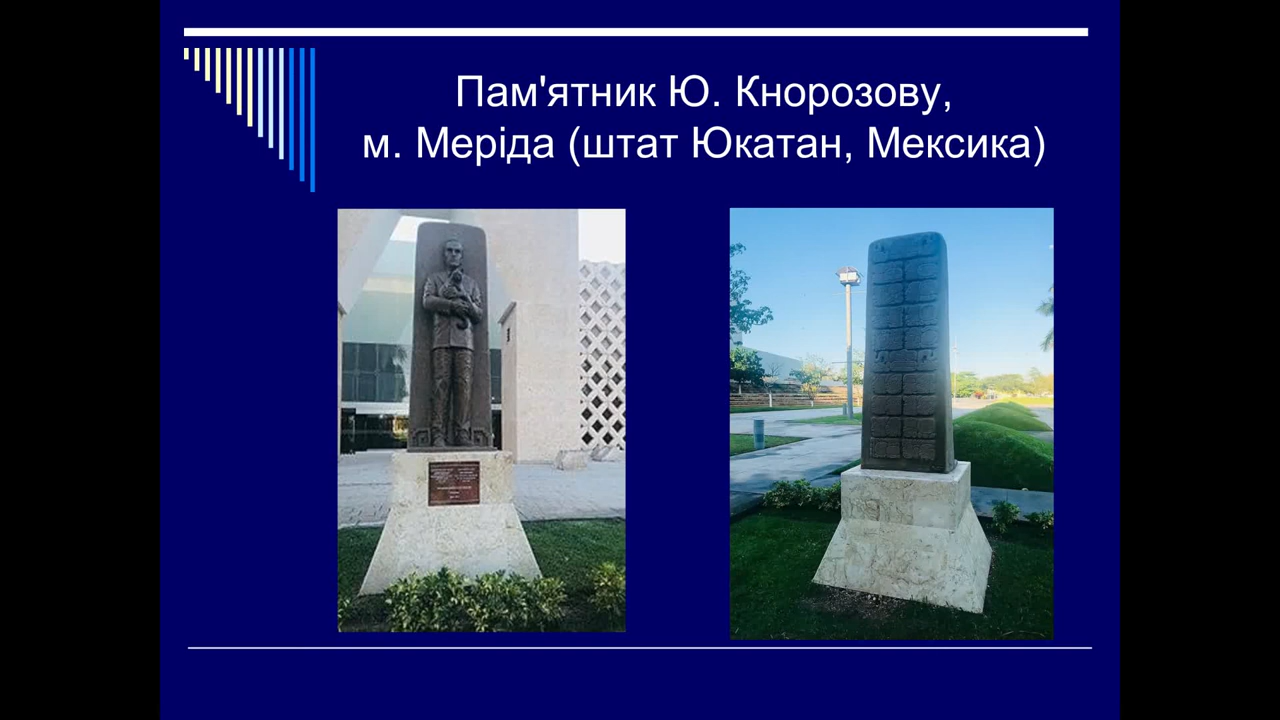 Пам'ятник Ю. Кнорозову,
м. Меріда (штат Юкатан, Мексика)